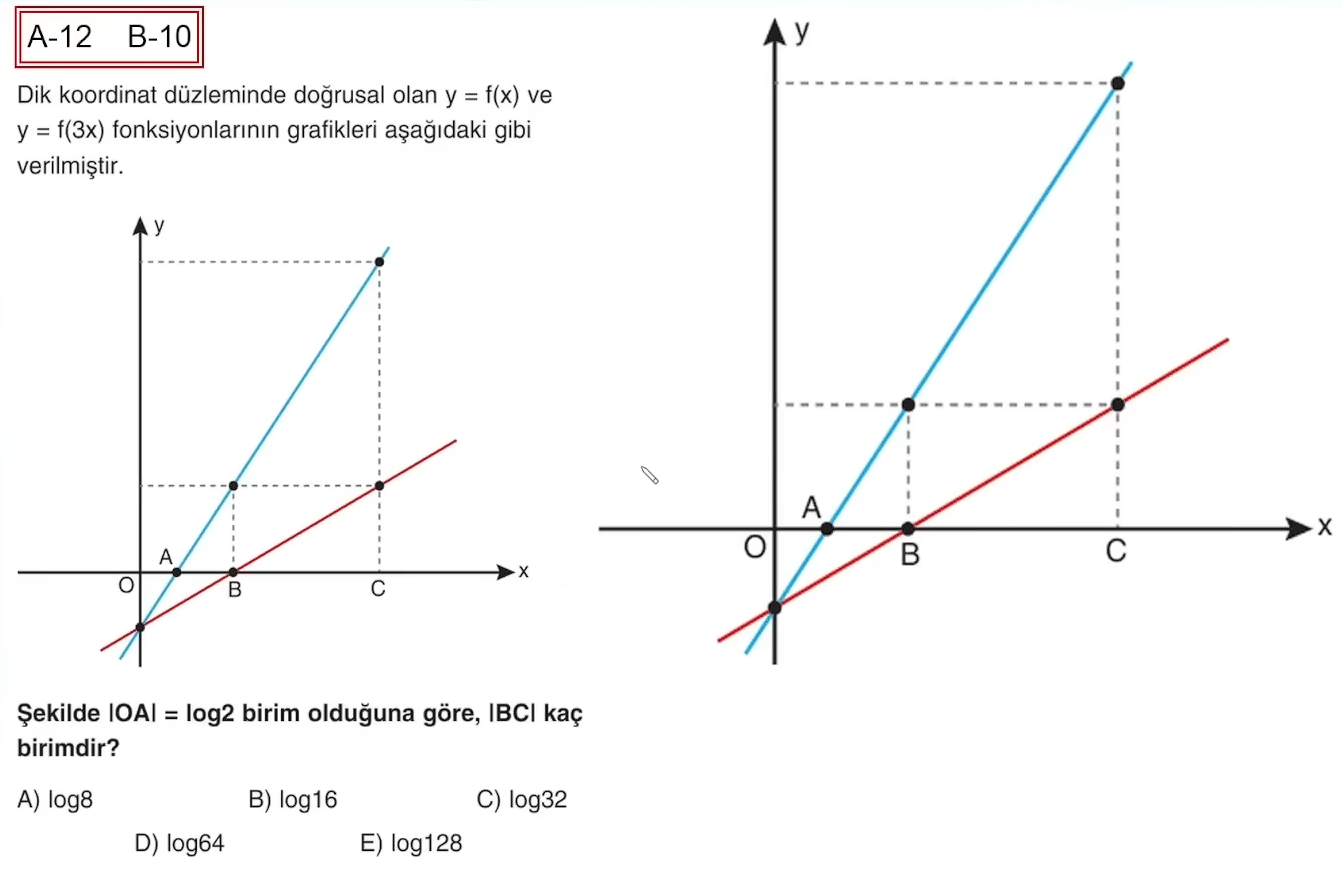 A-12 B-10
Dik koordinat düzleminde doğrusal olan y = f(x) ve
y = f(3x) fonksiyonlarının grafikleri aşağıdaki gibi
verilmiştir.
y
A
O
B
C
x
Şekilde |OA| = log2 birim olduğuna göre, |BC| kaç
birimdir?
A) log8 B) log16 C) log32
D) log64 E) log128
y
A
O
B
C
x